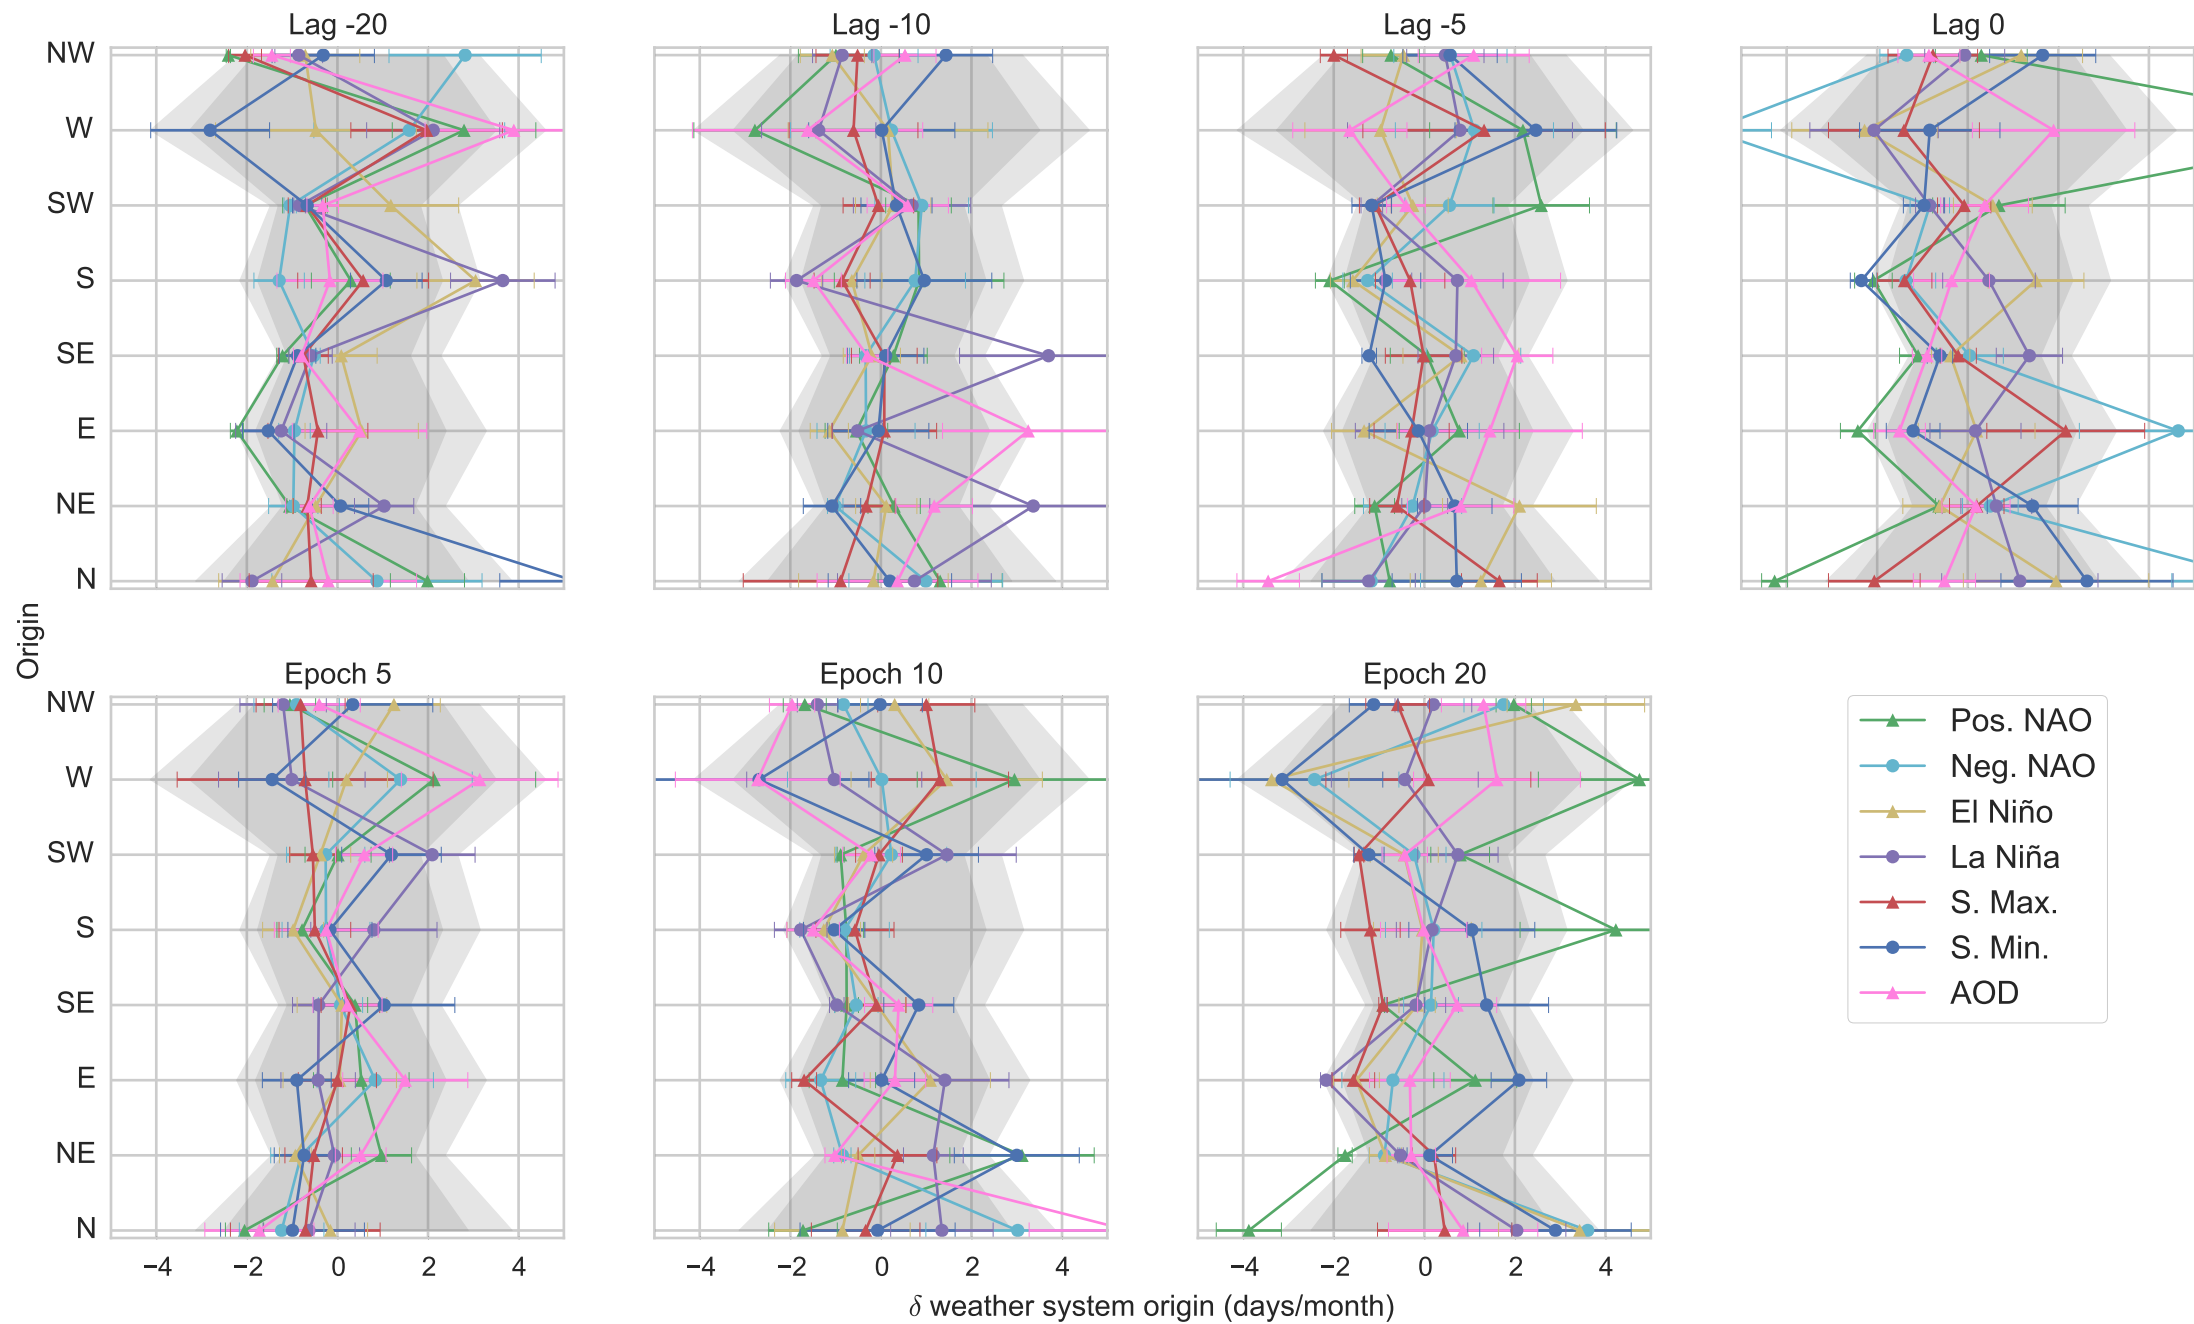 Lag -20
Lag -10
Lag -5
Lag 0
NW
W
SW
S
SE
E
NE
N
Origin
Epoch 5
Epoch 10
Epoch 20
NW
W
SW
S
SE
E
NE
N
−4 −2 0 2 4
−4 −2 0 2 4
−4 −2 0 2 4
δ weather system origin (days/month)
Pos. NAO
Neg. NAO
El Niño
La Niña
S. Max.
S. Min.
AOD